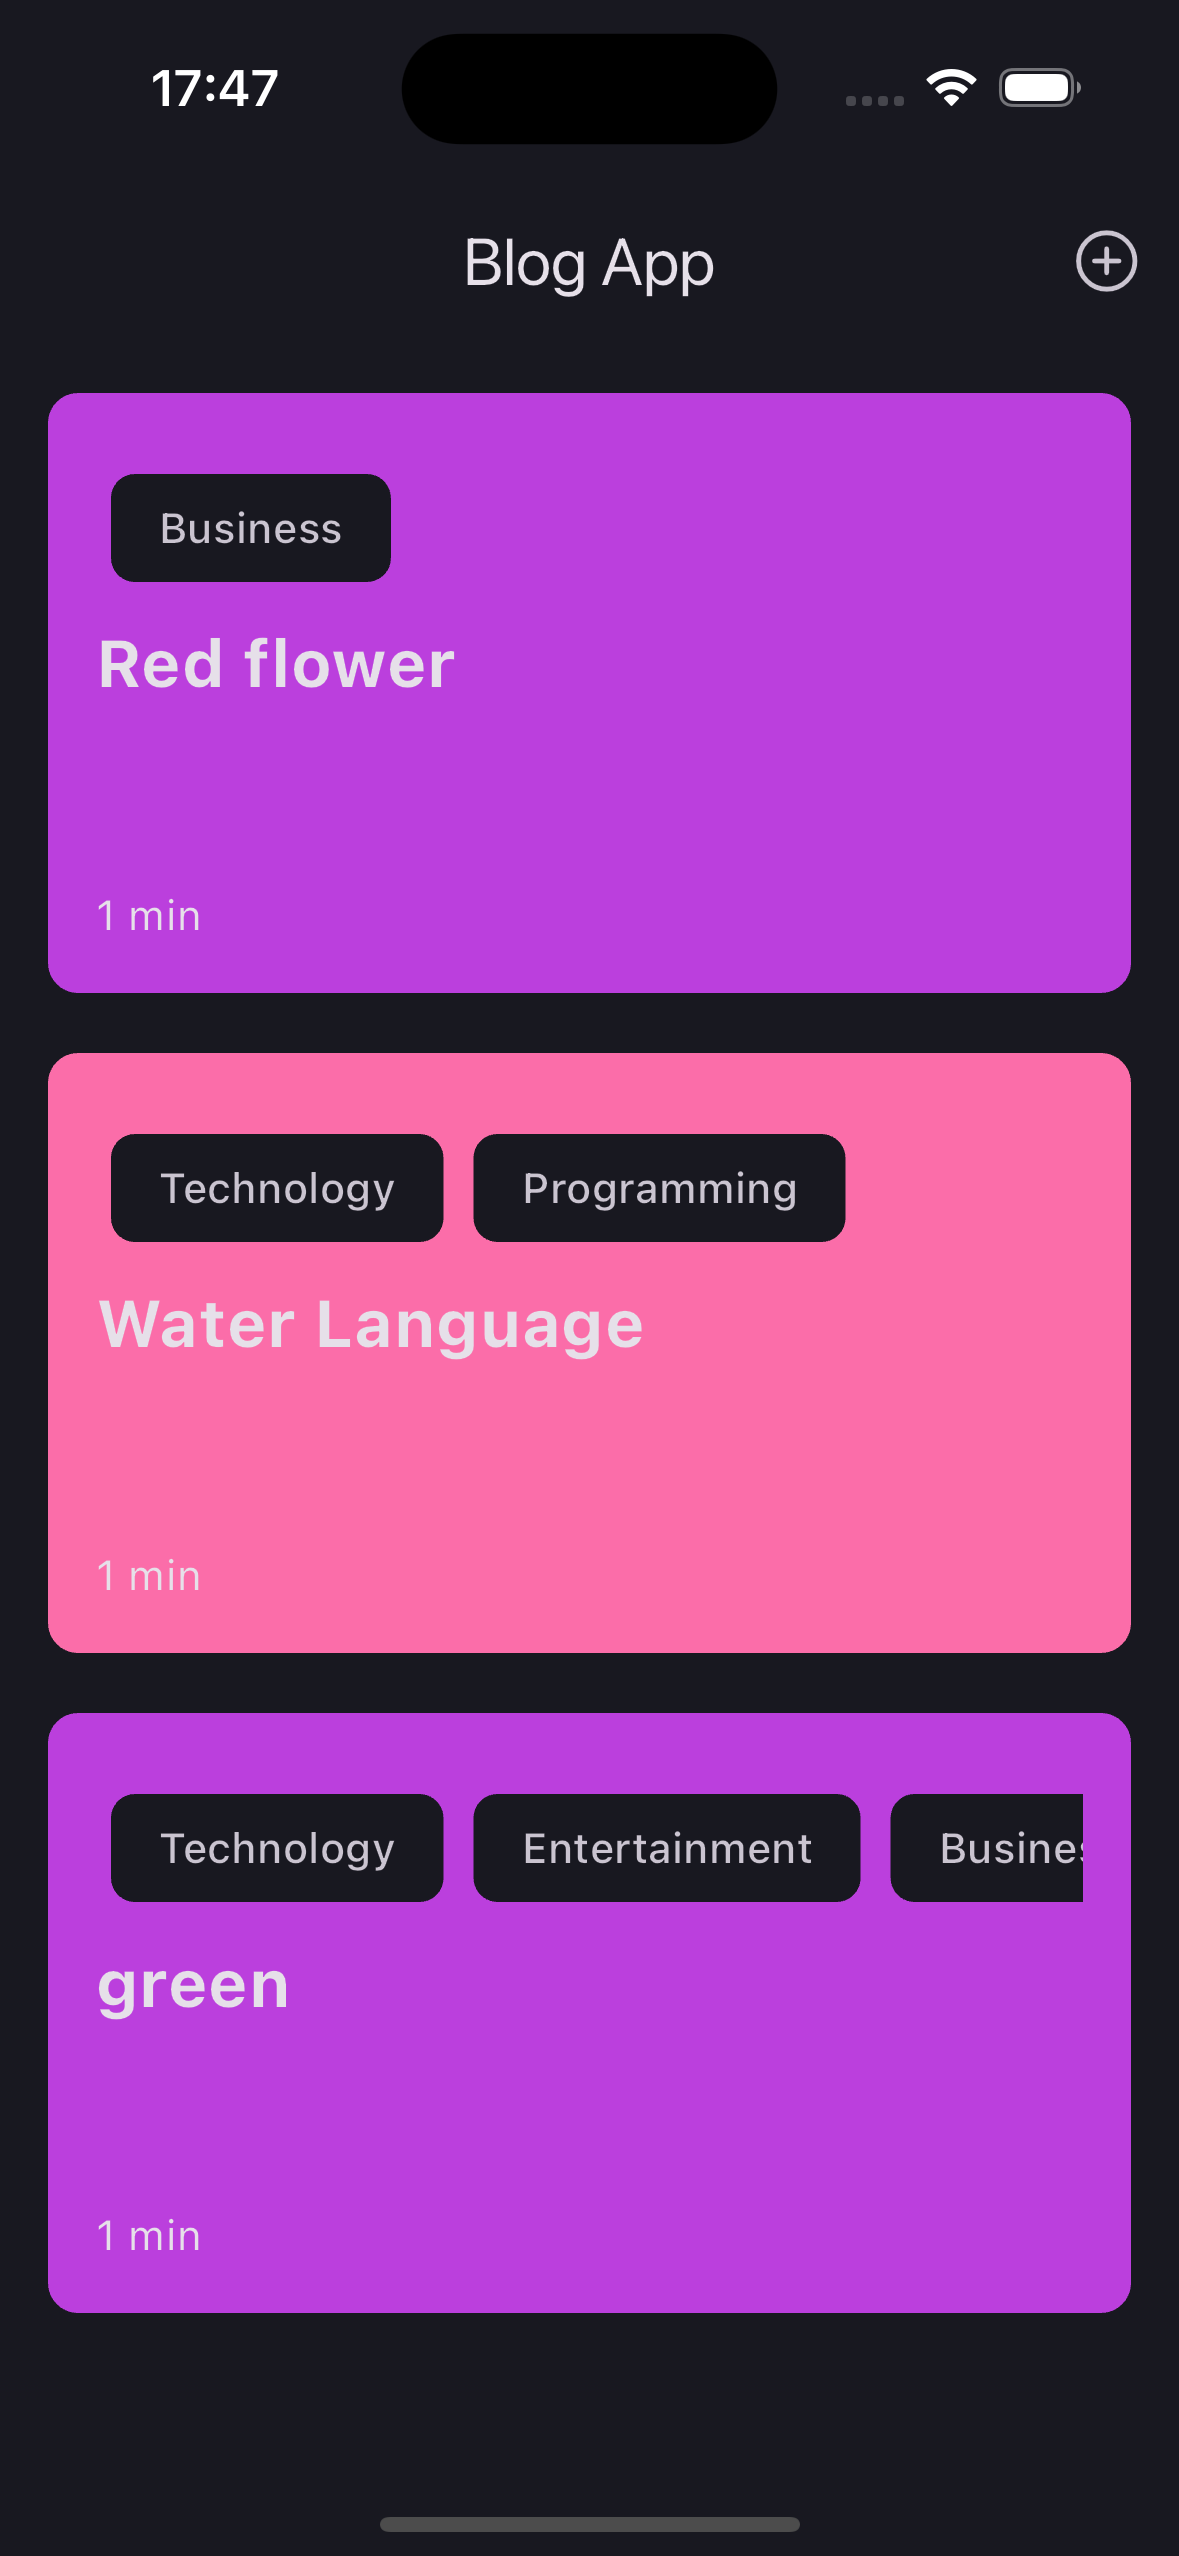 17:47
Blog App
Business
Red flower
1 min
Technology Programming
Water Language
1 min
Technology Entertainment Busines
green
1 min